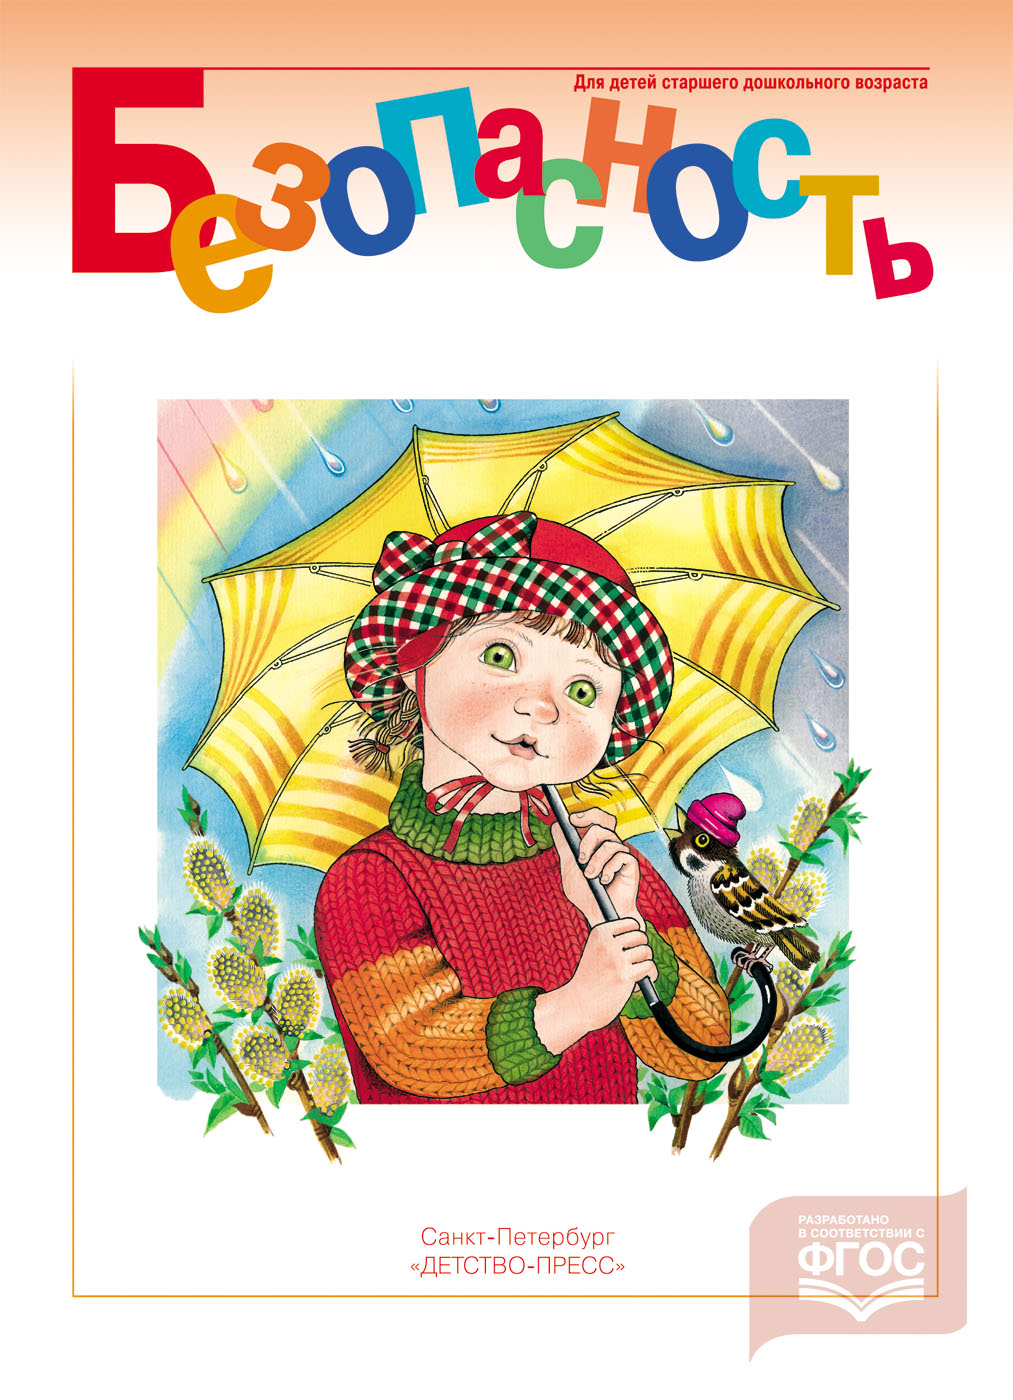 Для детей старшего дошкольного возраста
Безопасность
Санкт-Петербург
«ДЕТСТВО-ПРЕСС»
РАЗРАБОТАНО
В СООТВЕТСТВИИ С
ФГОС